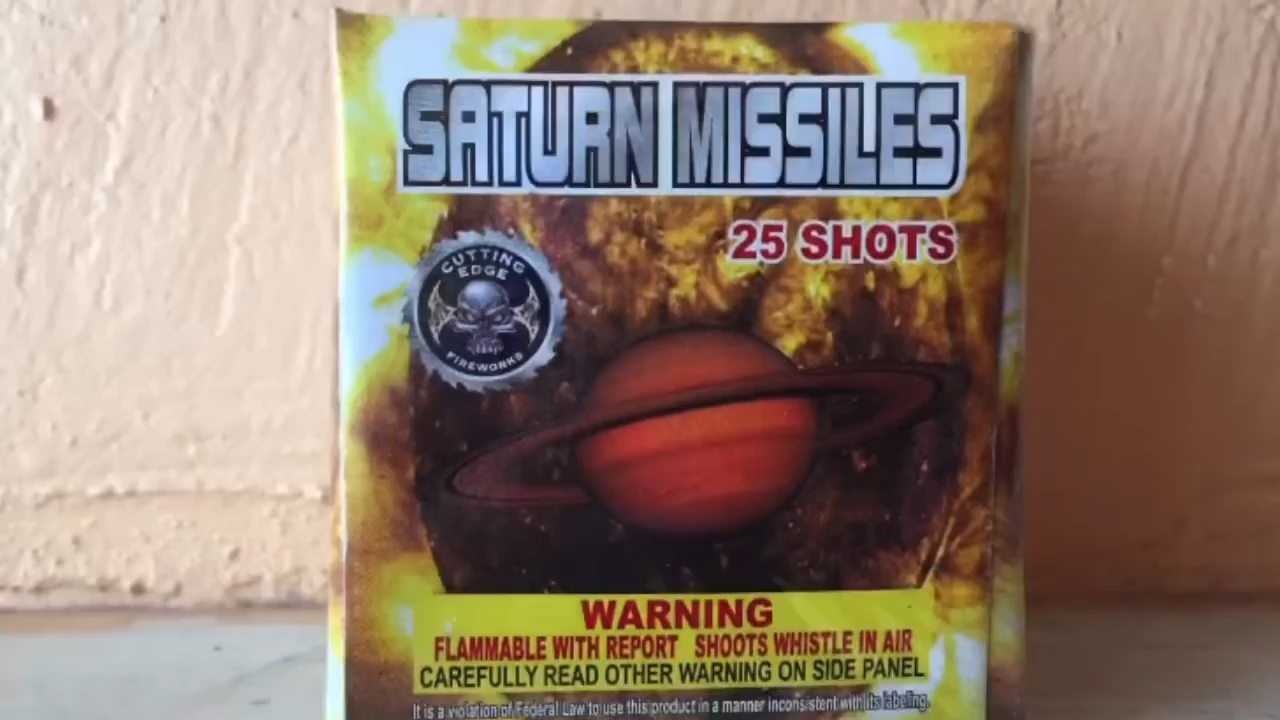 SATURN MISSILES
25 SHOTS
CUTTING
EDGE
FIREWORKS
WARNING
FLAMMABLE WITH REPORT SHOOTS WHISTLE IN AIR
CAREFULLY READ OTHER WARNING ON SIDE PANEL
It is a violation of Federal Law to use this product in a manner inconsistent with its labeling.